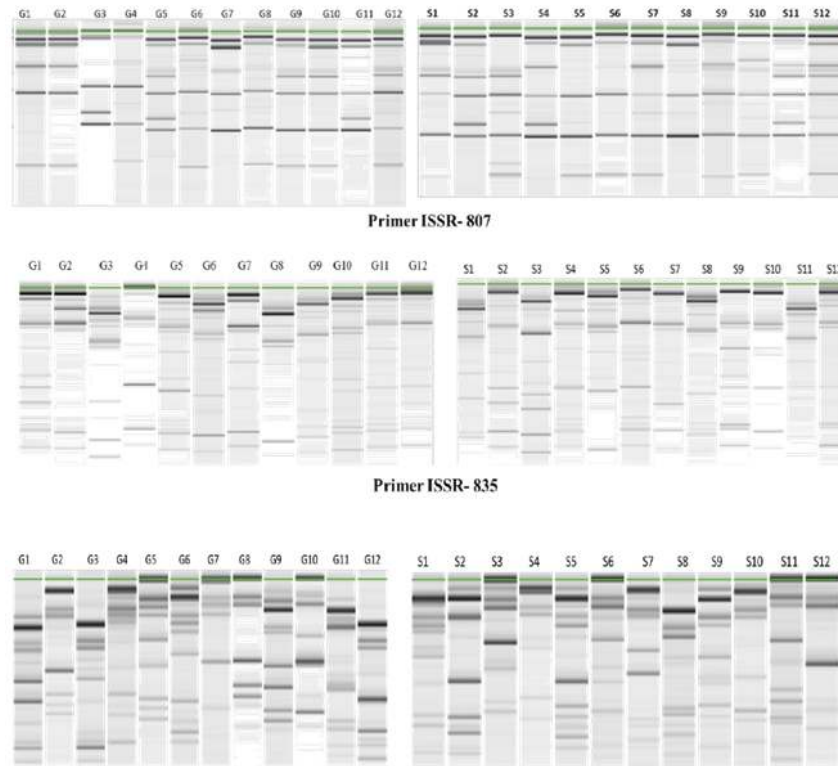 G1 G2 G3 G4 G5 G6 G7 G8 G9 G10 G11 G12
S1 S2 S3 S4 S5 S6 S7 S8 S9 S10 S11 S12
Primer ISSR- 807
G1 G2 G3 G4 G5 G6 G7 G8 G9 G10 G11 G12
S1 S2 S3 S4 S5 S6 S7 S8 S9 S10 S11 S12
Primer ISSR- 835
G1 G2 G3 G4 G5 G6 G7 G8 G9 G10 G11 G12
S1 S2 S3 S4 S5 S6 S7 S8 S9 S10 S11 S12